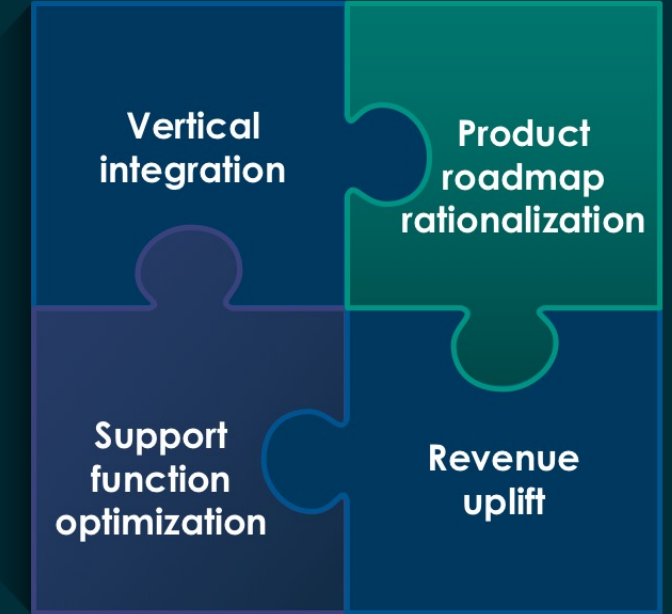 Vertical
integration
Product
roadmap
rationalization
Support
function
optimization
Revenue
uplift